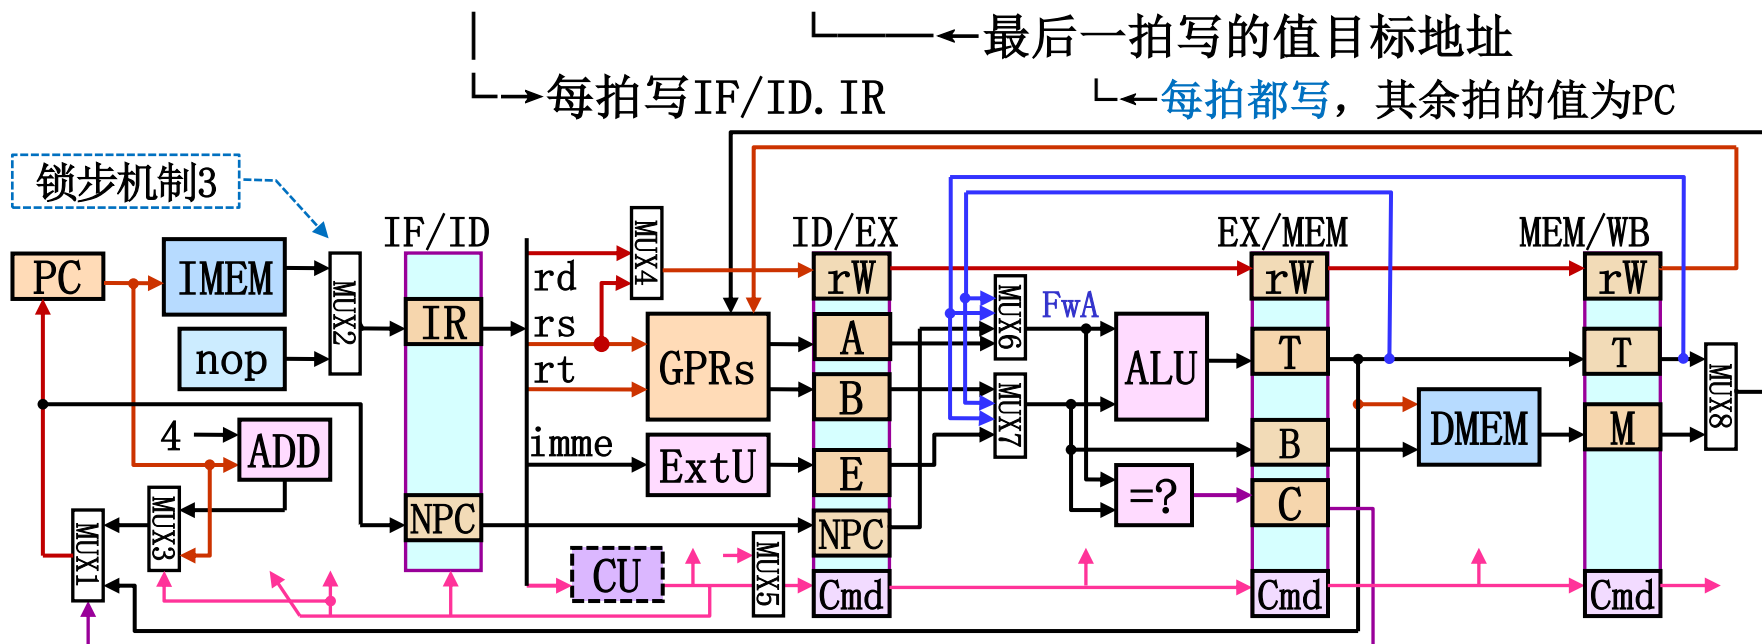 最后一拍写的值目标地址
每拍写IF/ID.IR
每拍都写，其余拍的值为PC
锁步机制3
IF/ID
ID/EX
EX/MEM
MEM/WB
PC
IMEM
nop
MUX2
IR
NPC
rd
rs
rt
imme
MUX4
GPRs
ExtU
CU
MUX5
4
ADD
MUX3
MUX1
rW
A
B
E
NPC
Cmd
MUX6
FwA
MUX7
ALU
=?
rW
T
B
C
Cmd
DMEM
rW
T
M
Cmd
MUX8